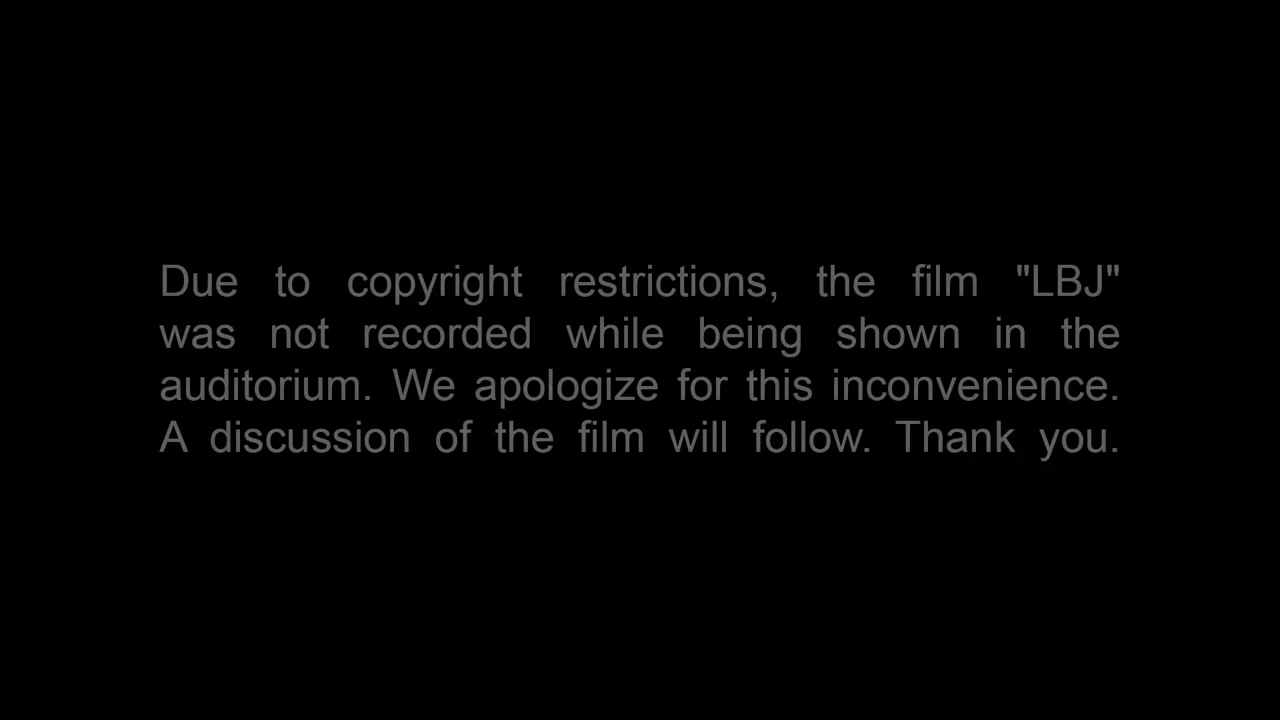 Due to copyright restrictions, the film "LBJ"
was not recorded while being shown in the
auditorium. We apologize for this inconvenience.
A discussion of the film will follow. Thank you.